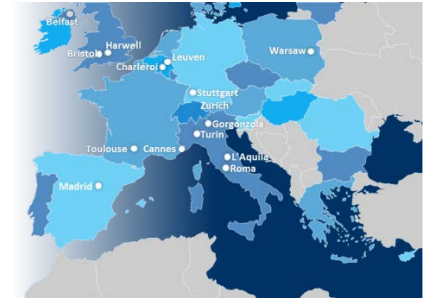 Belfast
Harwell
Bristol
Leuven
Charleroi
Warsaw
Stuttgart
Zurich
Gorgonzola
Turin
Toulouse
Cannes
L'Aquila
Roma
Madrid